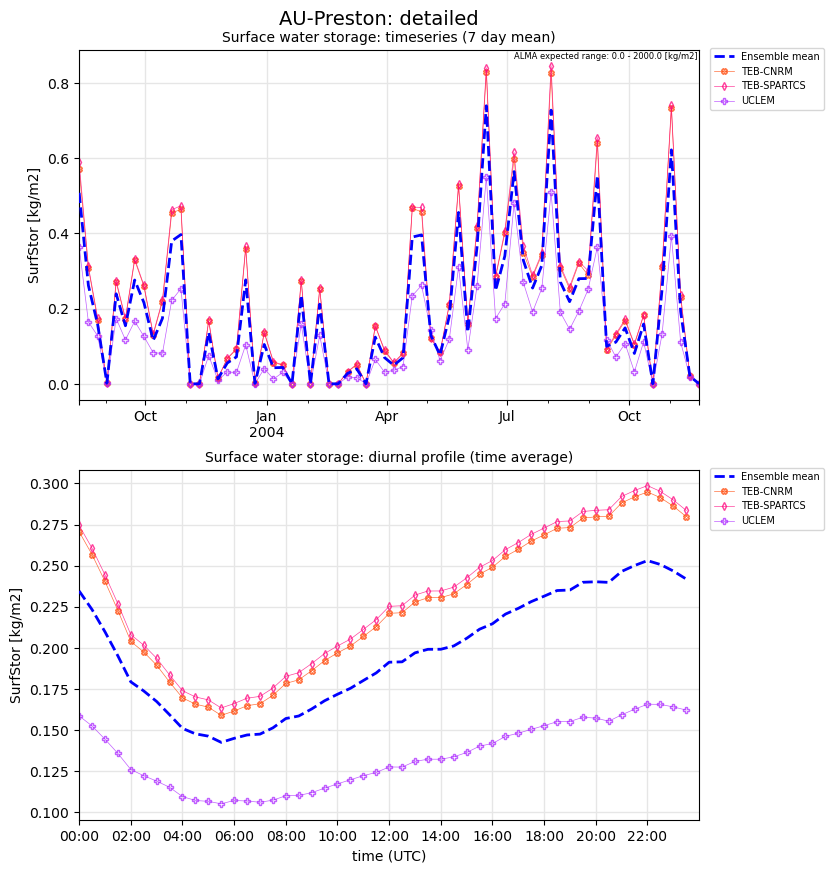 AU-Preston: detailed
Surface water storage: timeseries (7 day mean)
ALMA expected range: 0.0 - 2000.0 [kg/m2]
Ensemble mean
TEB-CNRM
TEB-SPARTCS
UCLEM
SurfStor [kg/m2]
0.8
0.6
0.4
0.2
0.0
Oct Jan Apr Jul Oct
2004
Surface water storage: diurnal profile (time average)
Ensemble mean
TEB-CNRM
TEB-SPARTCS
UCLEM
SurfStor [kg/m2]
0.300
0.275
0.250
0.225
0.200
0.175
0.150
0.125
0.100
00:00 02:00 04:00 06:00 08:00 10:00 12:00 14:00 16:00 18:00 20:00 22:00
time (UTC)